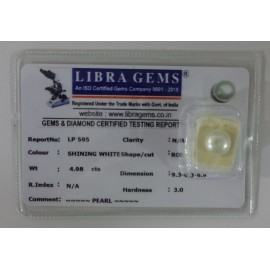 LIBRA GEMS®
An ISO Certified Gems Company 9001 - 2015
Registered Under the Trade Marks with Govt. of India
www.libragems.co.in
GEMS & DIAMOND CERTIFIED TESTING REPORT
ReportNo: LP 595 Clarity
Colour SHINING WHITE Shape/cut
Wt 4.98 cts Dimension
R.Index N/A Hardness 3.0
Comment ~~~~~ PEARL ~~~~~